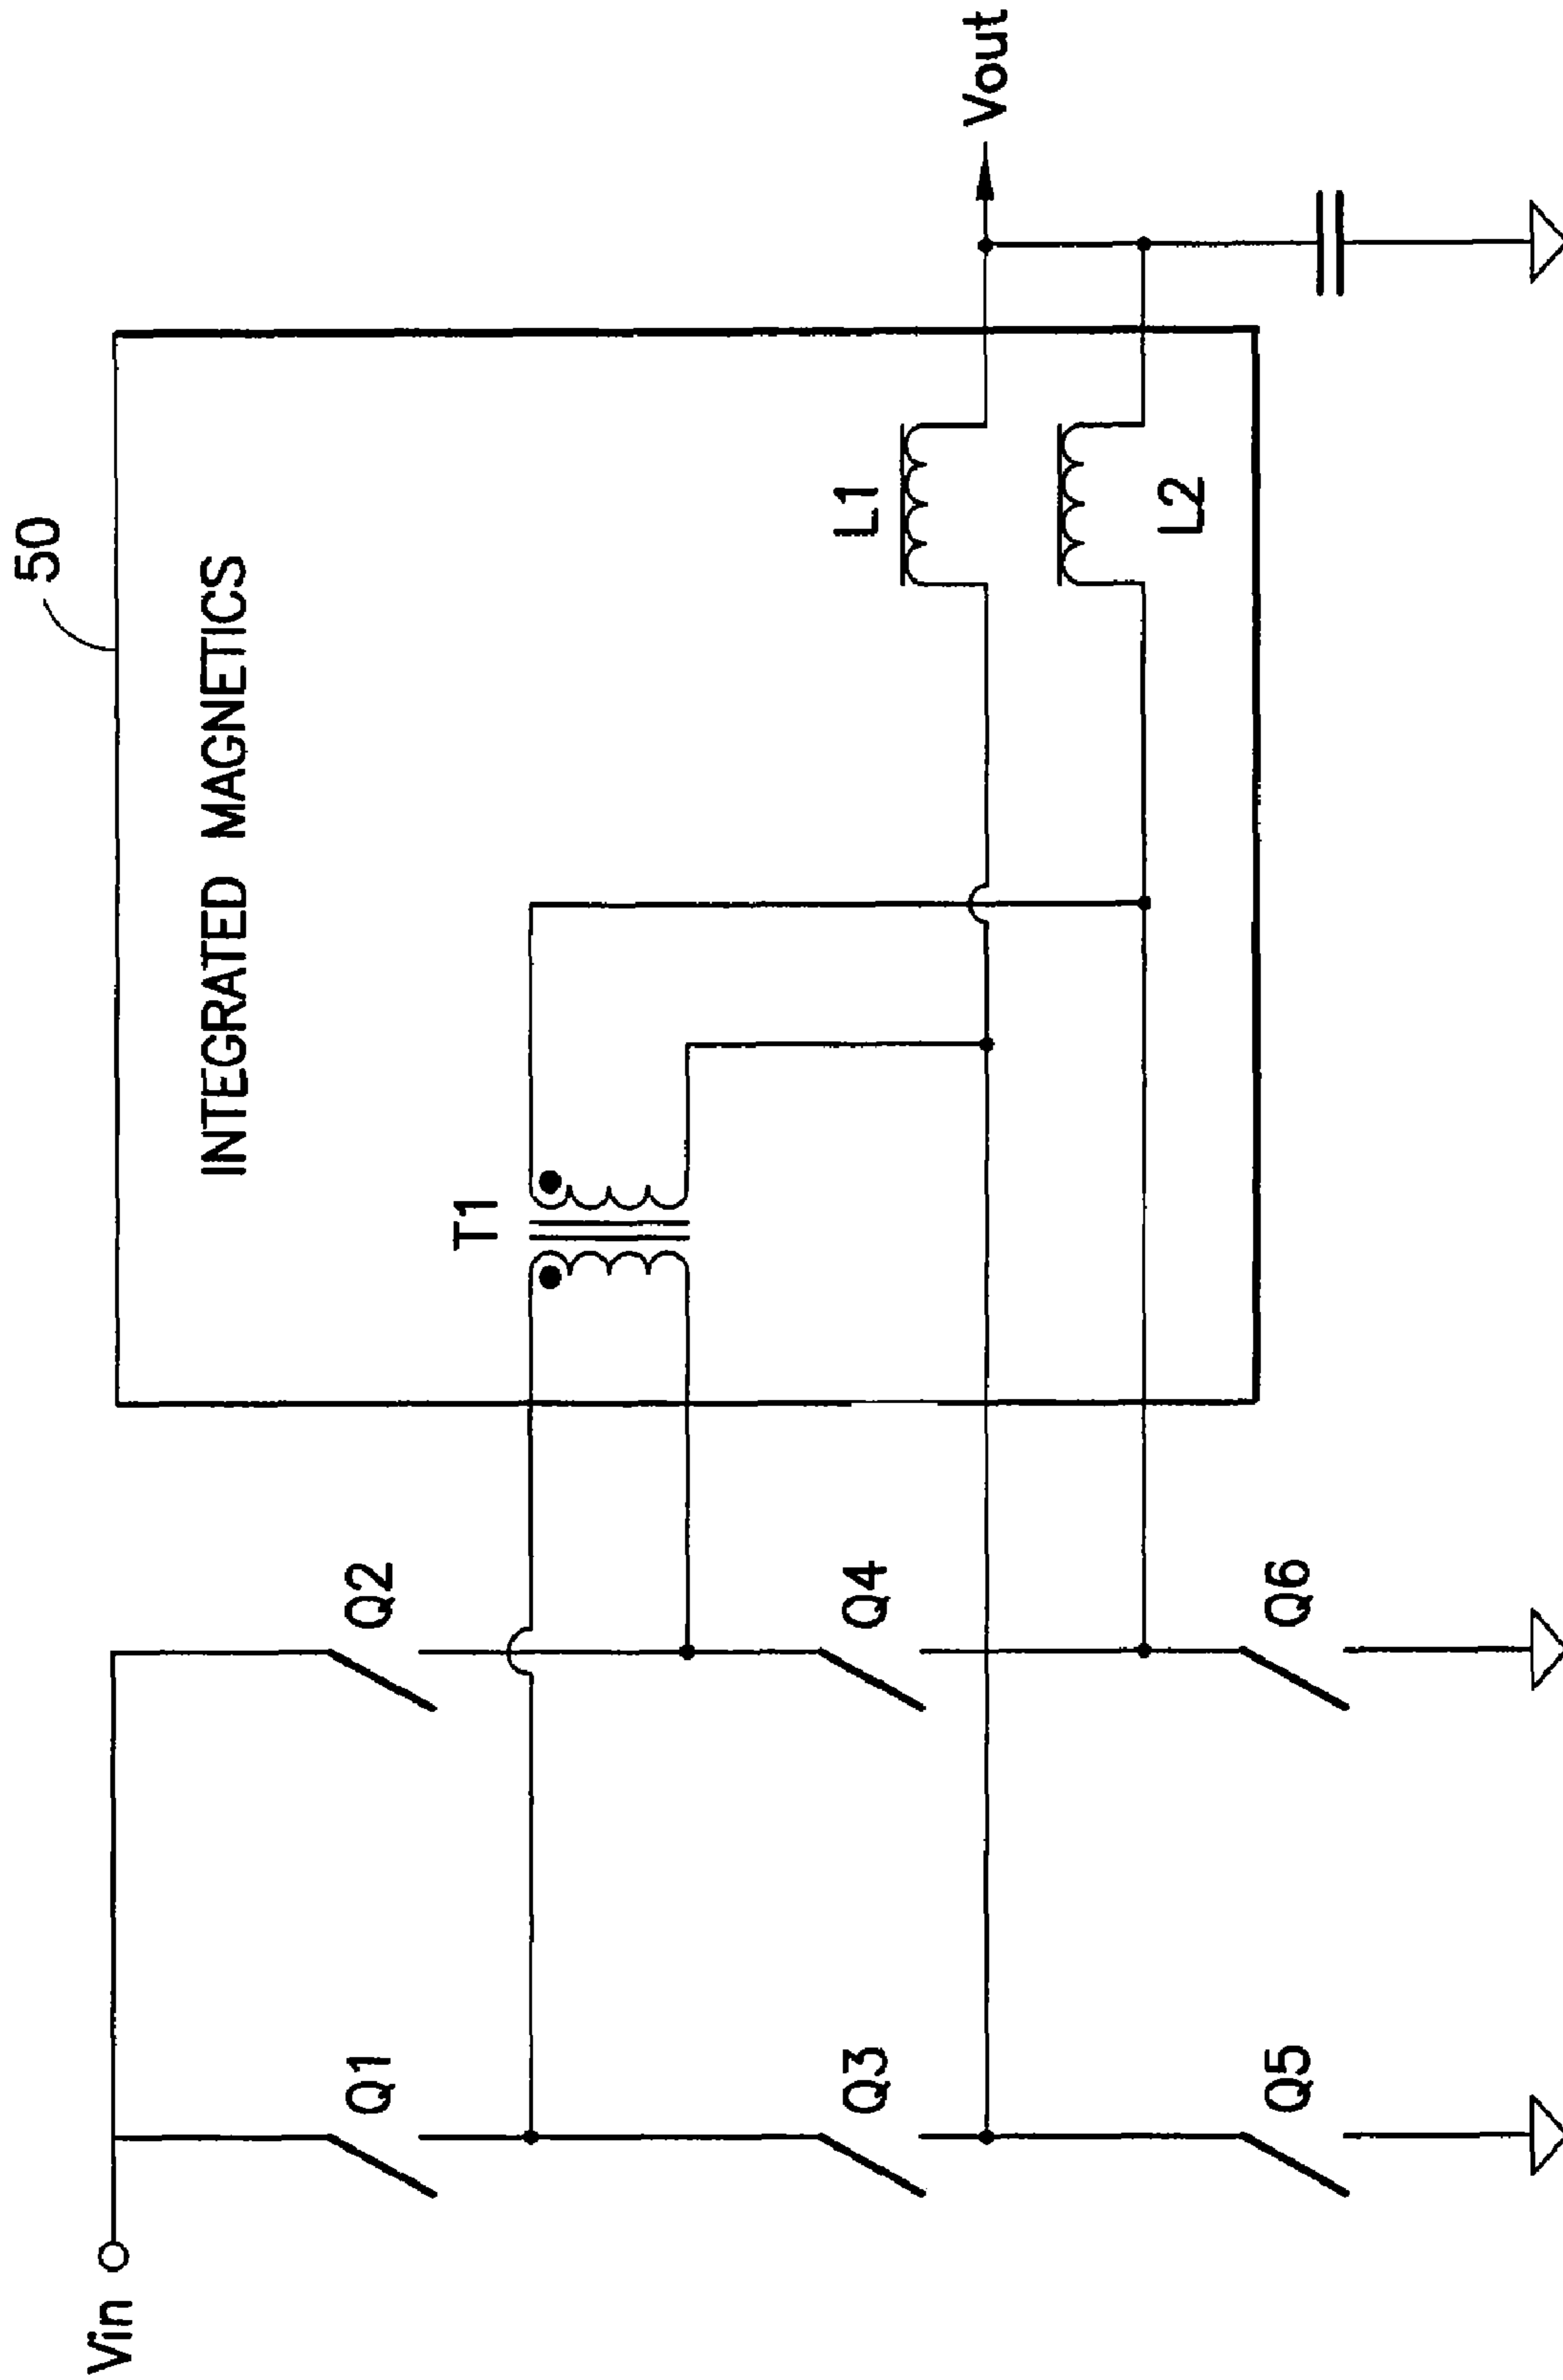 50
INTEGRATED MAGNETICS
Vin
Q1
Q2
T1
Q3
Q4
L1
Vout
L2
Q5
Q6